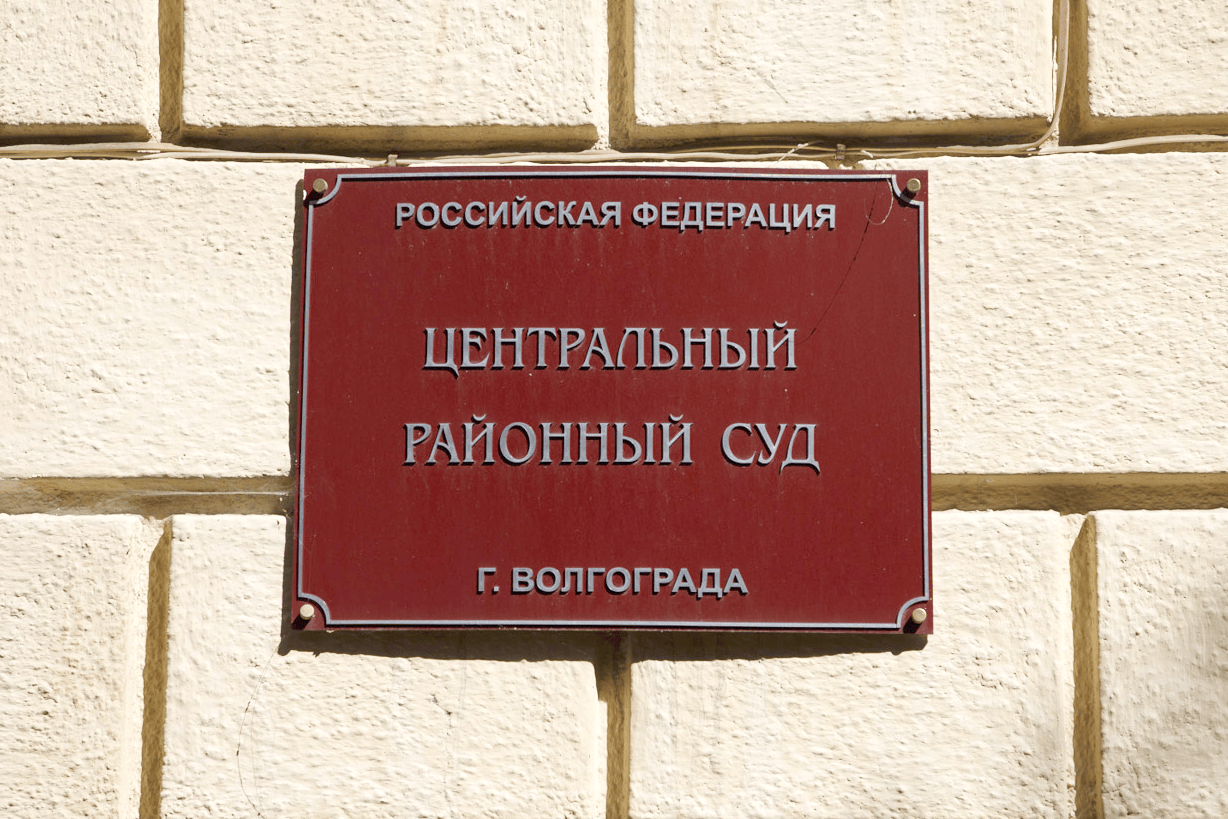 РОССИЙСКАЯ ФЕДЕРАЦИЯ
ЦЕНТРАЛЬНЫЙ
РАЙОННЫЙ СУД
Г. ВОЛГОГРАДА